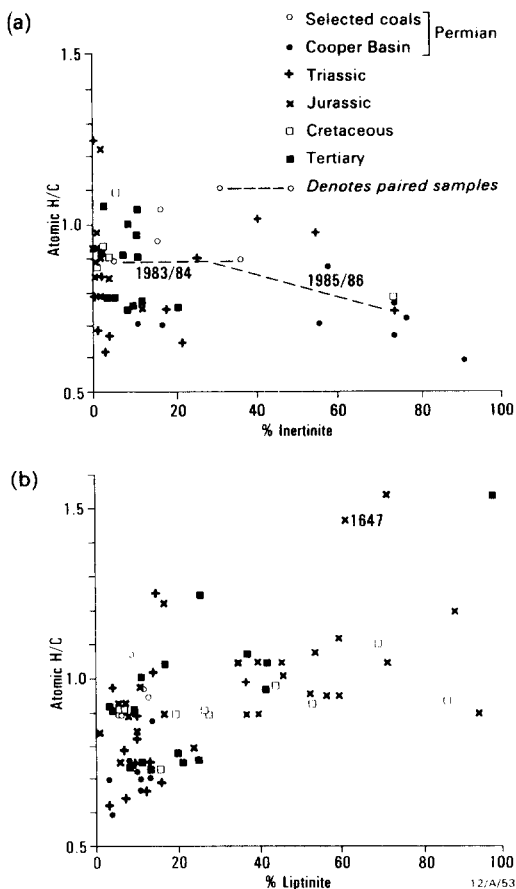 (a)
Selected coals
Permian
Cooper Basin
Triassic
Jurassic
Cretaceous
Tertiary
Denotes paired samples
1.5
1.0
0.5
Atomic H/C
1983/84
1985/86
0 20 40 60 80 100
% Inertinite
(b)
1.5
1.0
0.5
Atomic H/C
1647
0 20 40 60 80 100
% Liptinite
12/A/53